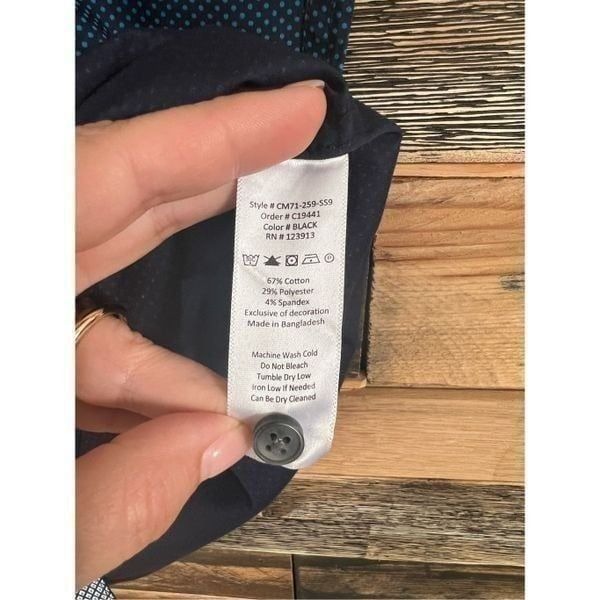 Style # CM71-259-SS9
Order # C19441
Color # BLACK
RN # 123913
67% Cotton
29% Polyester
4% Spandex
Exclusive of decoration
Made in Bangladesh
Machine Wash Cold
Do Not Bleach
Tumble Dry Low
Iron Low If Needed
Can Be Dry Cleaned